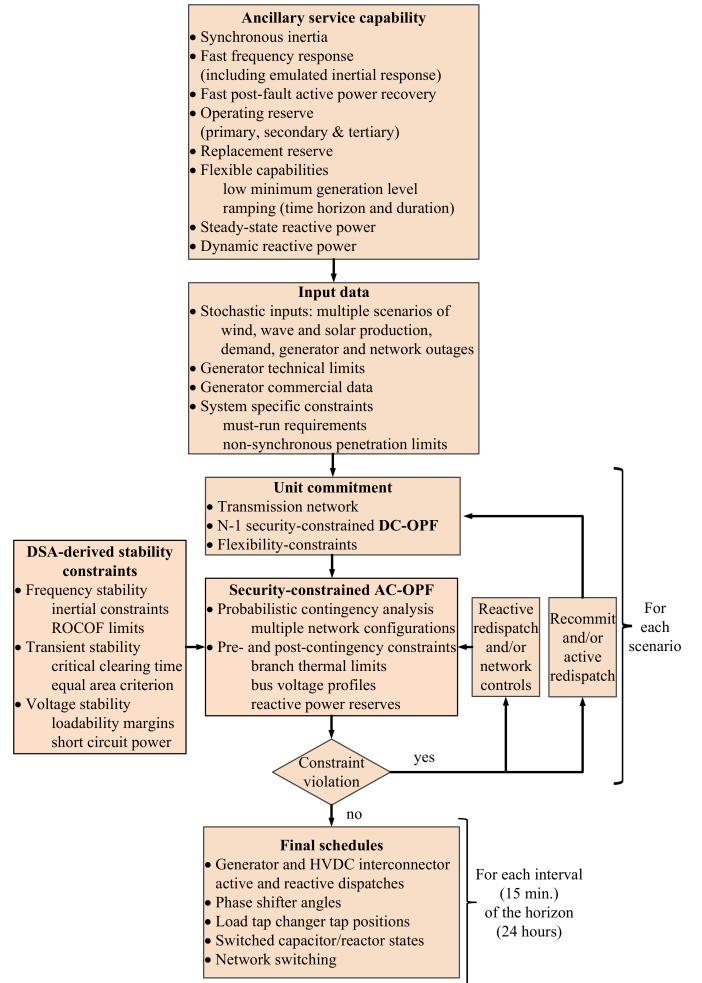 Ancillary service capability
● Synchronous inertia
● Fast frequency response
(including emulated inertial response)
● Fast post-fault active power recovery
● Operating reserve
(primary, secondary & tertiary)
● Replacement reserve
● Flexible capabilities
low minimum generation level
ramping (time horizon and duration)
● Steady-state reactive power
● Dynamic reactive power
Input data
● Stochastic inputs: multiple scenarios of
wind, wave and solar production,
demand, generator and network outages
● Generator technical limits
● Generator commercial data
● System specific constraints
must-run requirements
non-synchronous penetration limits
Unit commitment
● Transmission network
● N-1 security-constrained DC-OPF
● Flexibility-constraints
DSA-derived stability
constraints
● Frequency stability
inertial constraints
ROCOF limits
● Transient stability
critical clearing time
equal area criterion
● Voltage stability
loadability margins
short circuit power
Security-constrained AC-OPF
● Probabilistic contingency analysis
multiple network configurations
● Pre- and post-contingency constraints
branch thermal limits
bus voltage profiles
reactive power reserves
Reactive
redispatch
and/or
network
controls
Recommit
and/or
active
redispatch
For
each
scenario
Constraint
violation
yes
no
Final schedules
● Generator and HVDC interconnector
active and reactive dispatches
● Phase shifter angles
● Load tap changer tap positions
● Switched capacitor/reactor states
● Network switching
For each interval
(15 min.)
of the horizon
(24 hours)